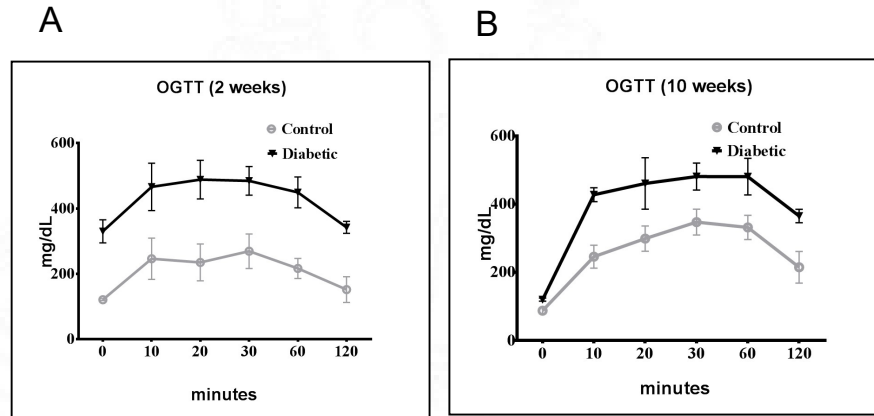 A
OGTT (2 weeks)
Control
Diabetic
600
400
200
0
mg/dL
0 10 20 30 60 120
minutes
B
OGTT (10 weeks)
Control
Diabetic
600
400
200
0
mg/dL
0 10 20 30 60 120
minutes